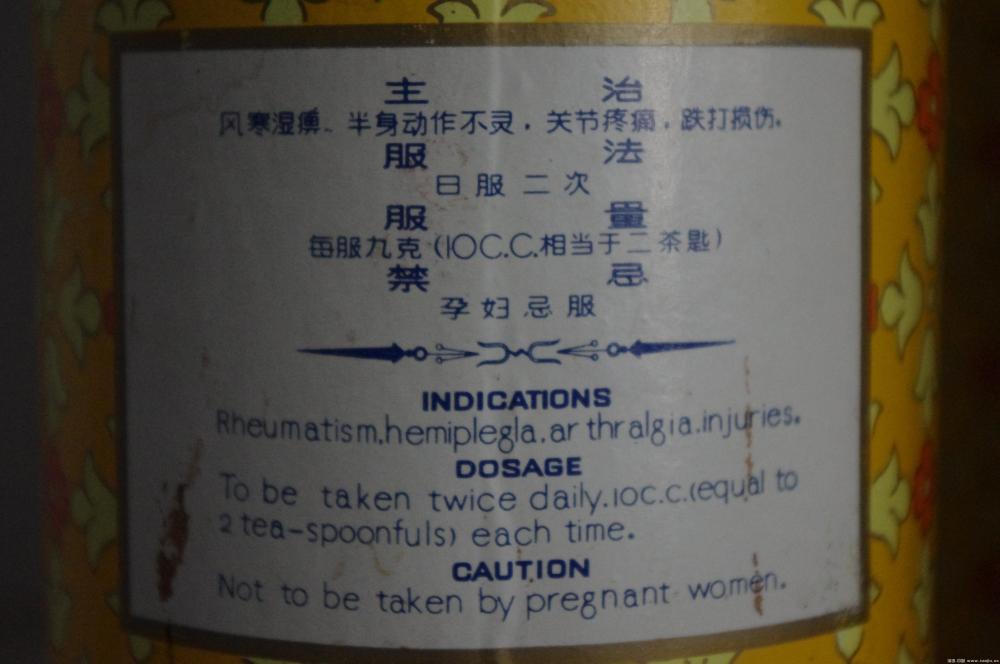 主 治
风寒湿痹、半身动作不灵，关节疼痛，跌打损伤。
服 法
日服二次
服 量
每服九克(10C.C.相当于二茶匙)
禁 忌
孕妇忌服
INDICATIONS
Rheumatism.hemiplegla.ar thralgia.injuries.
DOSAGE
To be taken twice daily.10c.c.(equal to
2 tea-spoonfuls) each time.
CAUTION
Not to be taken by pregnant women.